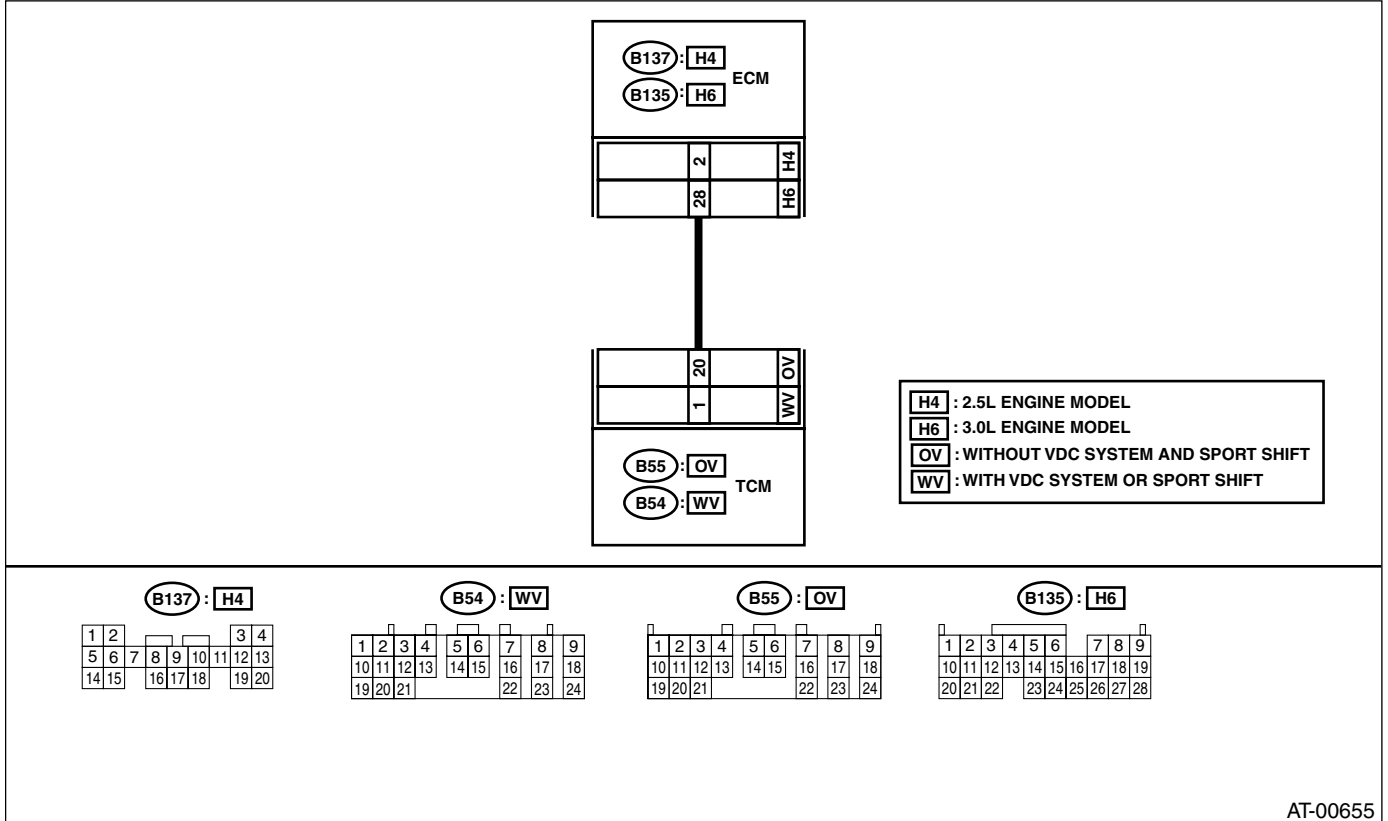 B137 : H4
ECM
B135 : H6
2 H4
28 H6
20 OV
1 WV
B55 : OV
TCM
B54 : WV
H4 : 2.5L ENGINE MODEL
H6 : 3.0L ENGINE MODEL
OV : WITHOUT VDC SYSTEM AND SPORT SHIFT
WV : WITH VDC SYSTEM OR SPORT SHIFT
B137 : H4
1 2 3 4
5 6 7 8 9 10 11 12 13
14 15 16 17 18 19 20
B54 : WV
1 2 3 4 5 6 7 8 9
10 11 12 13 14 15 16 17 18
19 20 21 22 23 24
B55 : OV
1 2 3 4 5 6 7 8 9
10 11 12 13 14 15 16 17 18
19 20 21 22 23 24
B135 : H6
1 2 3 4 5 6 7 8 9
10 11 12 13 14 15 16 17 18 19
20 21 22 23 24 25 26 27 28
AT-00655